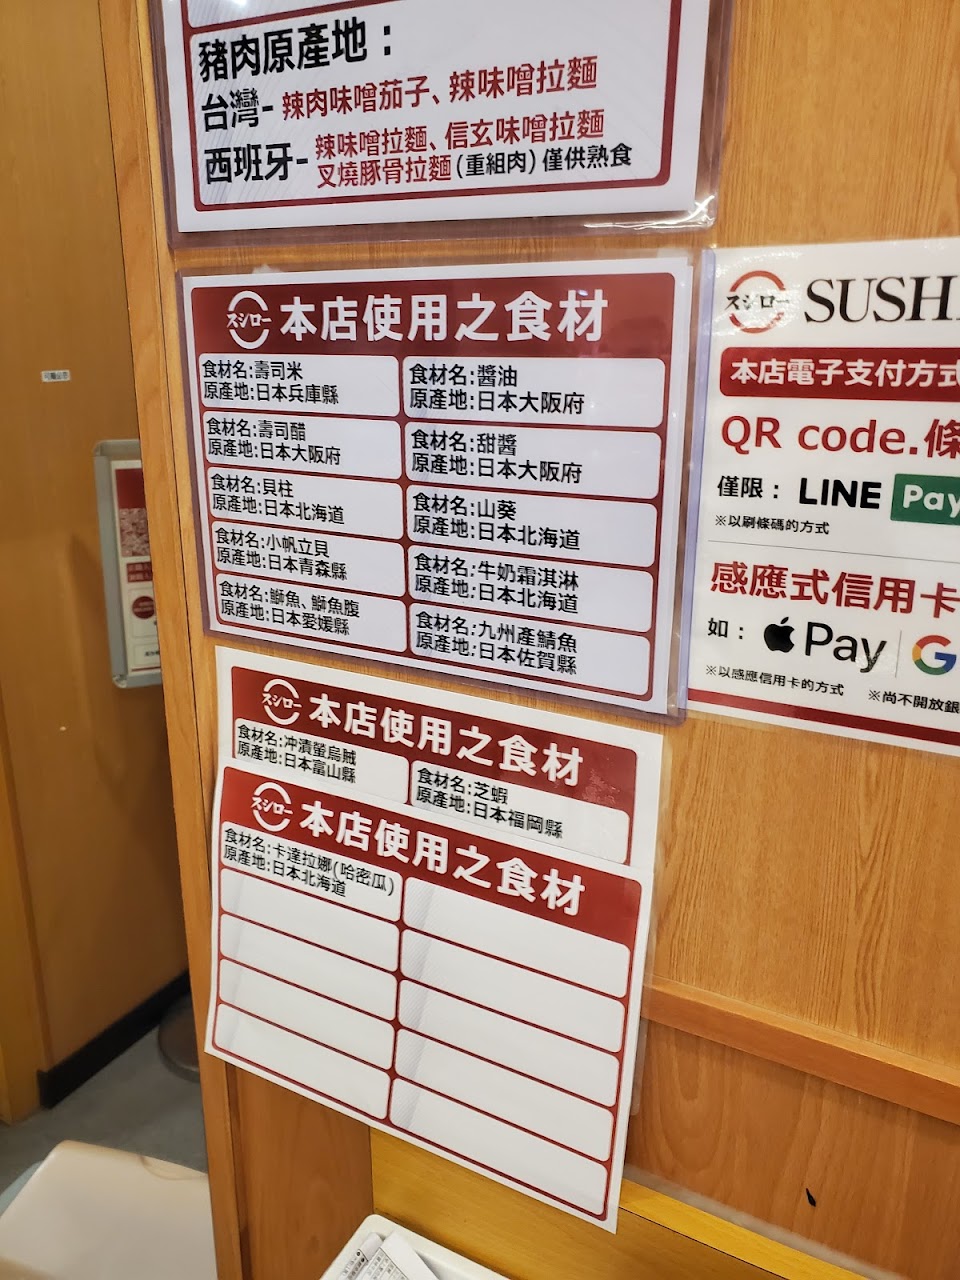 豬肉原產地：
台灣-辣肉味噌茄子、辣味噌拉麵
西班牙-辣味噌拉麵、信玄味噌拉麵
叉燒豚骨拉麵(重組肉)僅供熟食
スシロー 本店使用之食材
食材名:壽司米
原產地:日本兵庫縣
食材名:醬油
原產地:日本大阪府
食材名:壽司醋
原產地:日本大阪府
食材名:甜醬
原產地:日本大阪府
食材名:貝柱
原產地:日本北海道
食材名:山葵
原產地:日本北海道
食材名:小帆立貝
原產地:日本青森縣
食材名:牛奶霜淇淋
原產地:日本北海道
食材名:鰤魚、鰤魚腹
原產地:日本愛媛縣
食材名:九州產鯖魚
原產地:日本佐賀縣
スシロー 本店使用之食材
食材名:沖漬螢烏賊
原產地:日本富山縣
食材名:芝蝦
原產地:日本福岡縣
スシロー 本店使用之食材
食材名:卡達拉娜(哈密瓜)
原產地:日本北海道
スシロー SUSHI
本店電子支付方式
QR code.條
僅限：LINE Pay
※以刷條碼的方式
感應式信用卡
如：Pay G
※以感應信用卡的方式 ※尚不開放銀